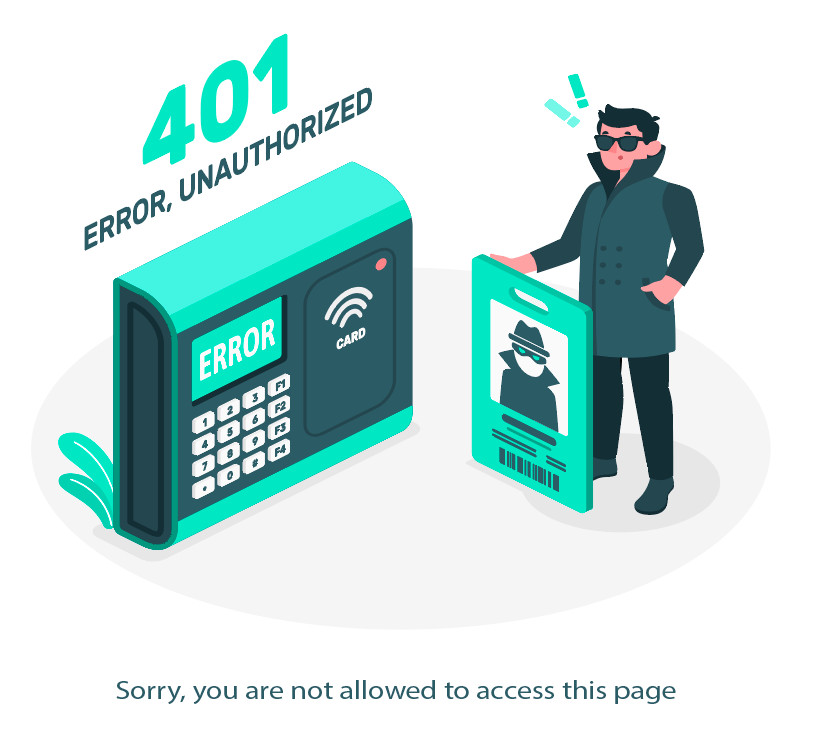 401
ERROR, UNAUTHORIZED
ERROR
CARD
1 2 3 F1
4 5 6 F2
7 8 9 F3
* 0 # F4
Sorry, you are not allowed to access this page